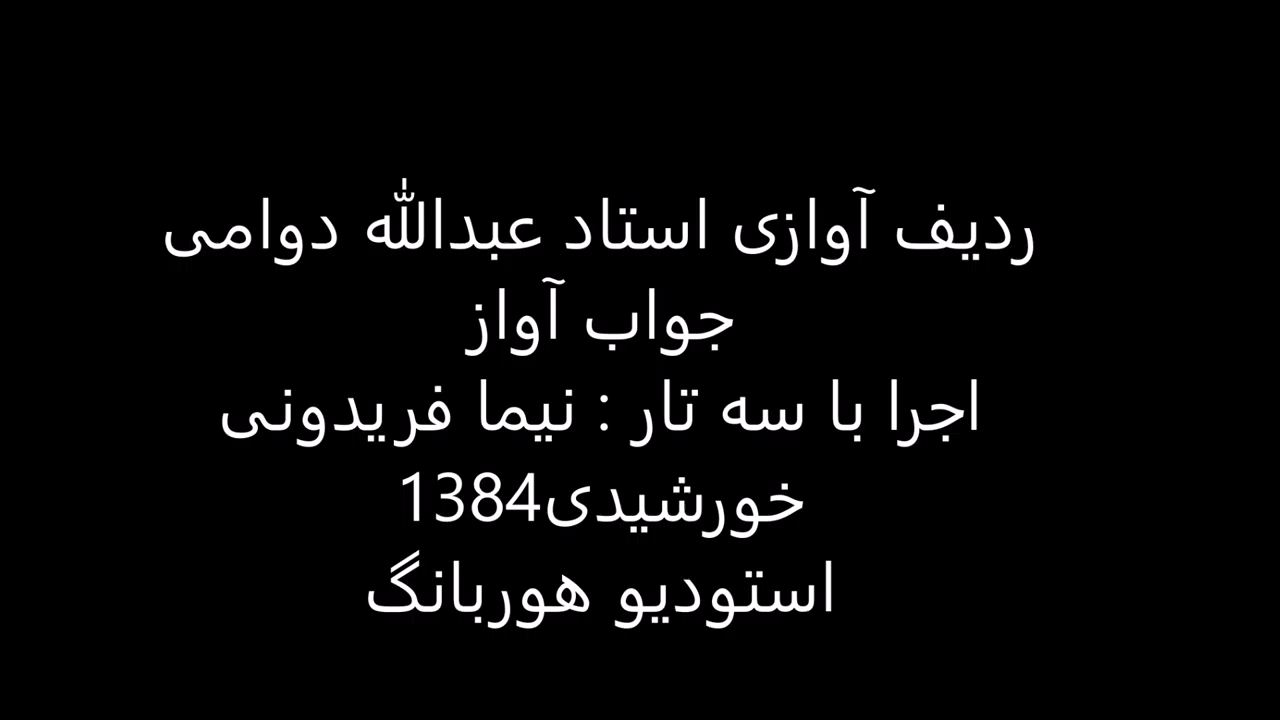 ردیف آوازی استاد عبدالله دوامی
جواب آواز
اجرا با سه تار : نیما فریدونی
خورشیدی1384
استودیو هوربانگ